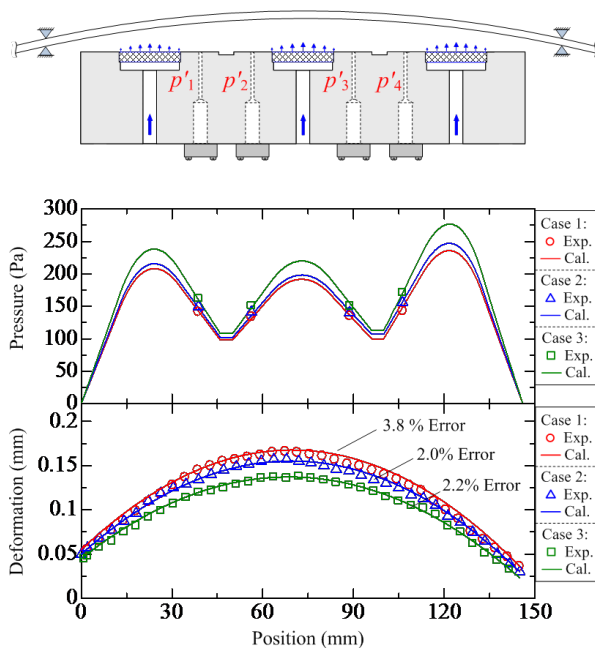 p'1
p'2
p'3
p'4
300
250
200
150
100
50
0
Pressure (Pa)
Case 1:
Exp.
Cal.
Case 2:
Exp.
Cal.
Case 3:
Exp.
Cal.
0.2
0.15
0.1
0.05
0.00
Deformation (mm)
3.8 % Error
2.0% Error
2.2% Error
Case 1:
Exp.
Cal.
Case 2:
Exp.
Cal.
Case 3:
Exp.
Cal.
0
30
60
90
120
150
Position (mm)